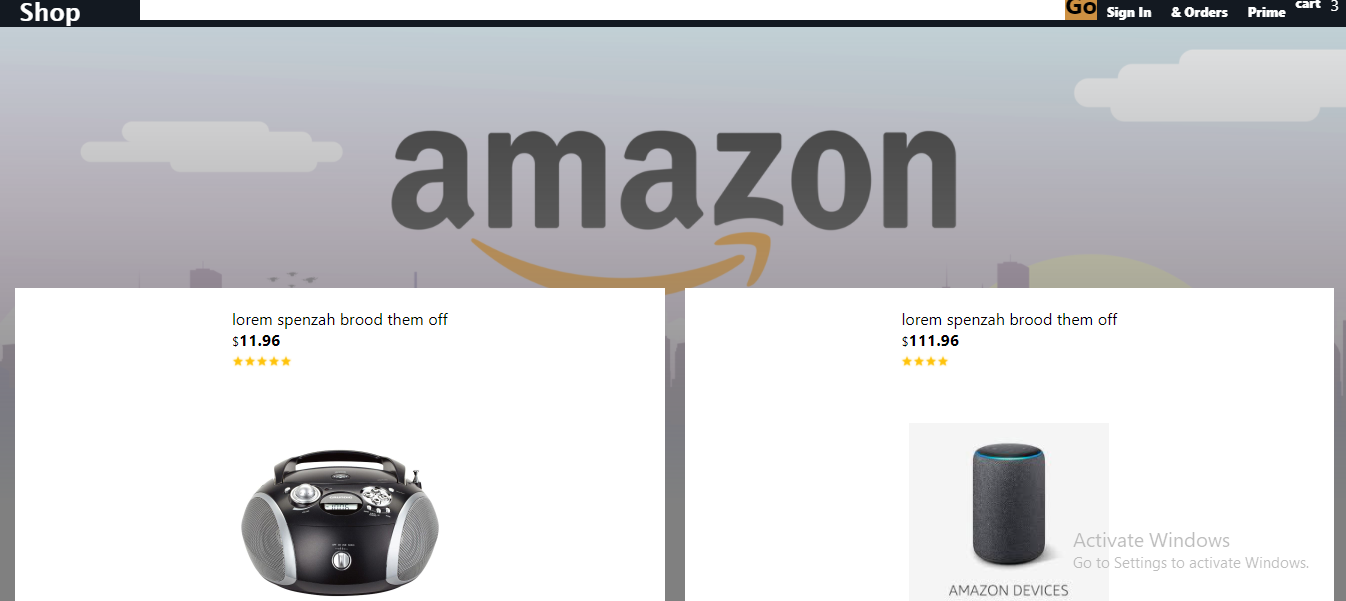 Shop
Go
Sign In
& Orders
Prime
cart
3
amazon
lorem spenzah brood them off
$11.96
lorem spenzah brood them off
$111.96
AMAZON DEVICES
Activate Windows
Go to Settings to activate Windows.